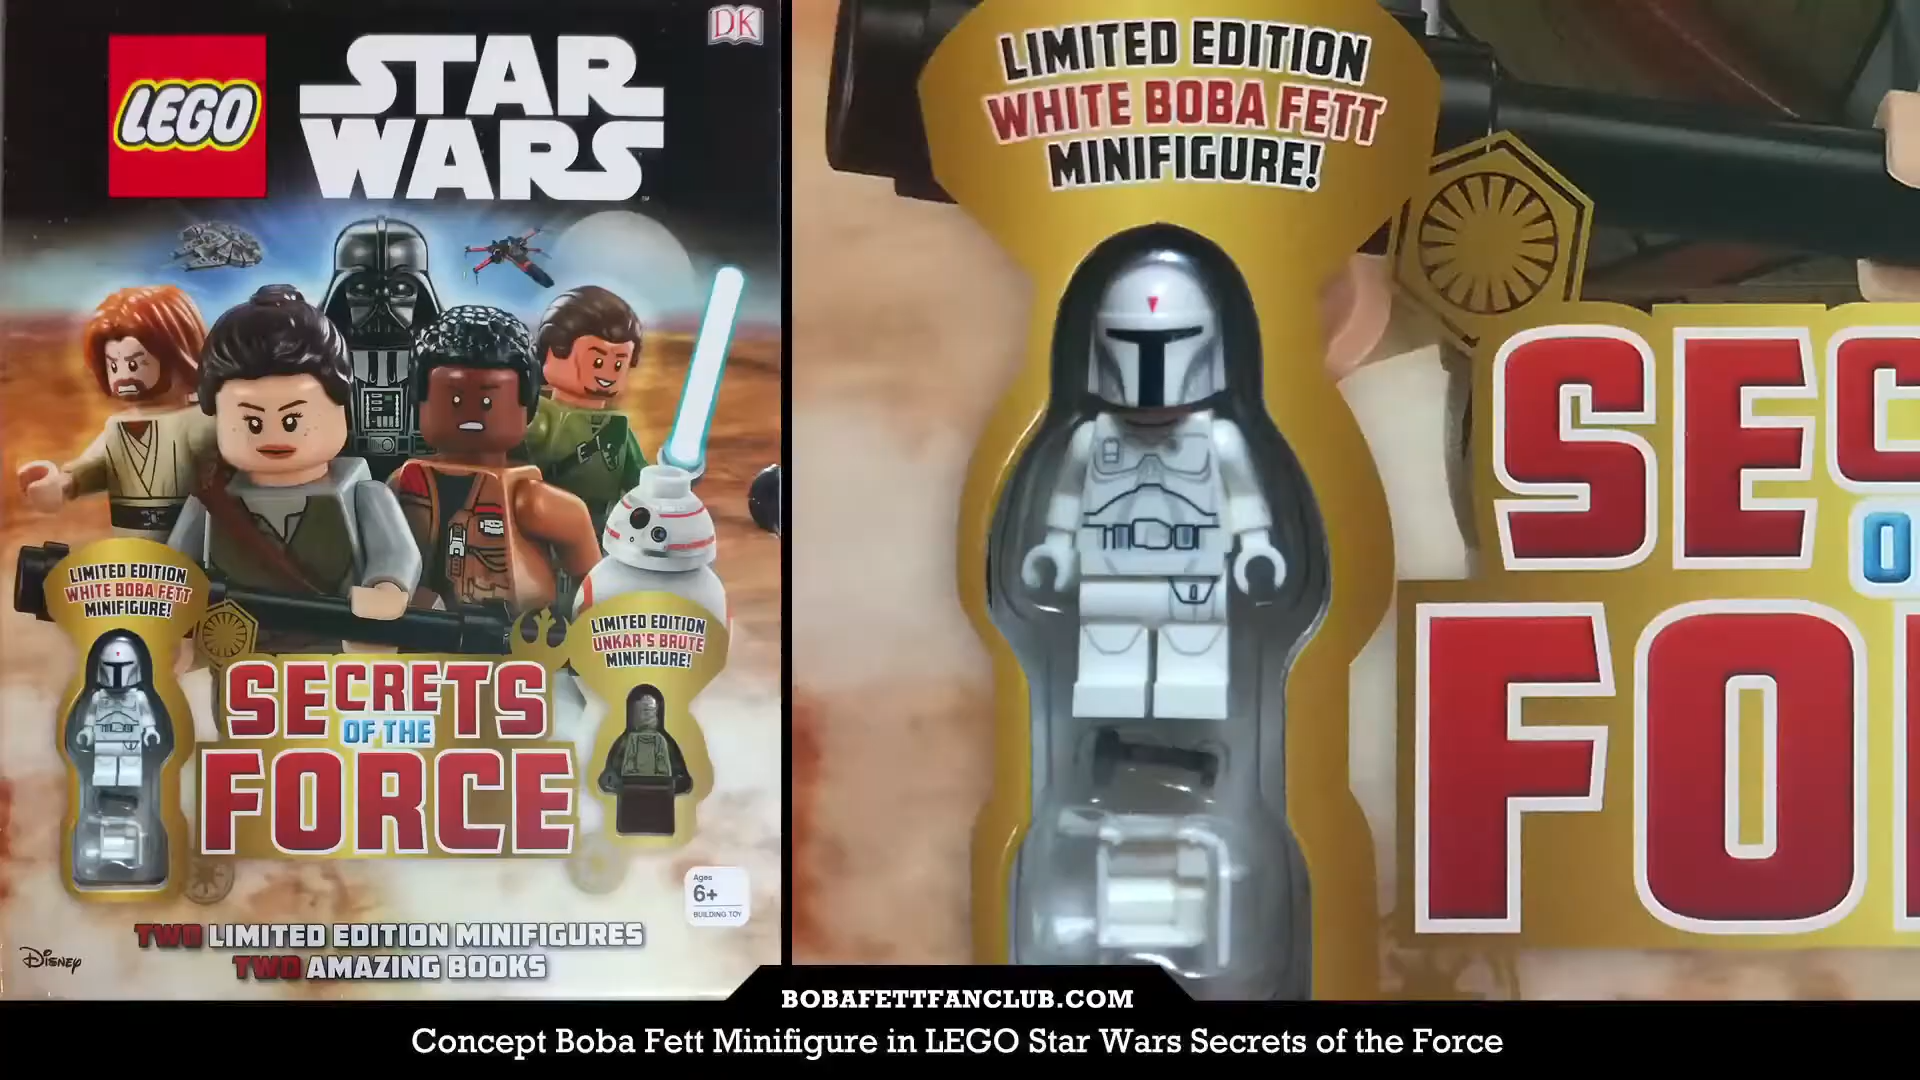 DK
LEGO
STAR
WARS
LIMITED EDITION
WHITE BOBA FETT
MINIFIGURE!
LIMITED EDITION
UNKAR'S BRUTE
MINIFIGURE!
SECRETS
OF THE
FORCE
Ages
6+
BUILDING TOY
TWO LIMITED EDITION MINIFIGURES
TWO AMAZING BOOKS
Disney
LIMITED EDITION
WHITE BOBA FETT
MINIFIGURE!
SEC
O
FO
BOBAFETTFANCLUB.COM
Concept Boba Fett Minifigure in LEGO Star Wars Secrets of the Force